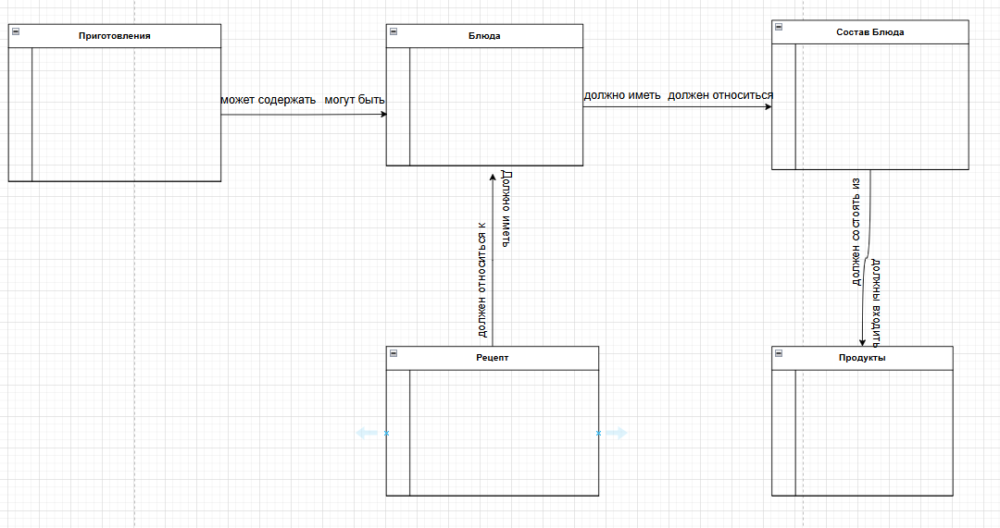 Приготовления
Блюда
Состав Блюда
может содержать могут быть
должно иметь должен относиться
должен относиться к
Должно иметь
должен состоять из
должны входить
Рецепт
Продукты